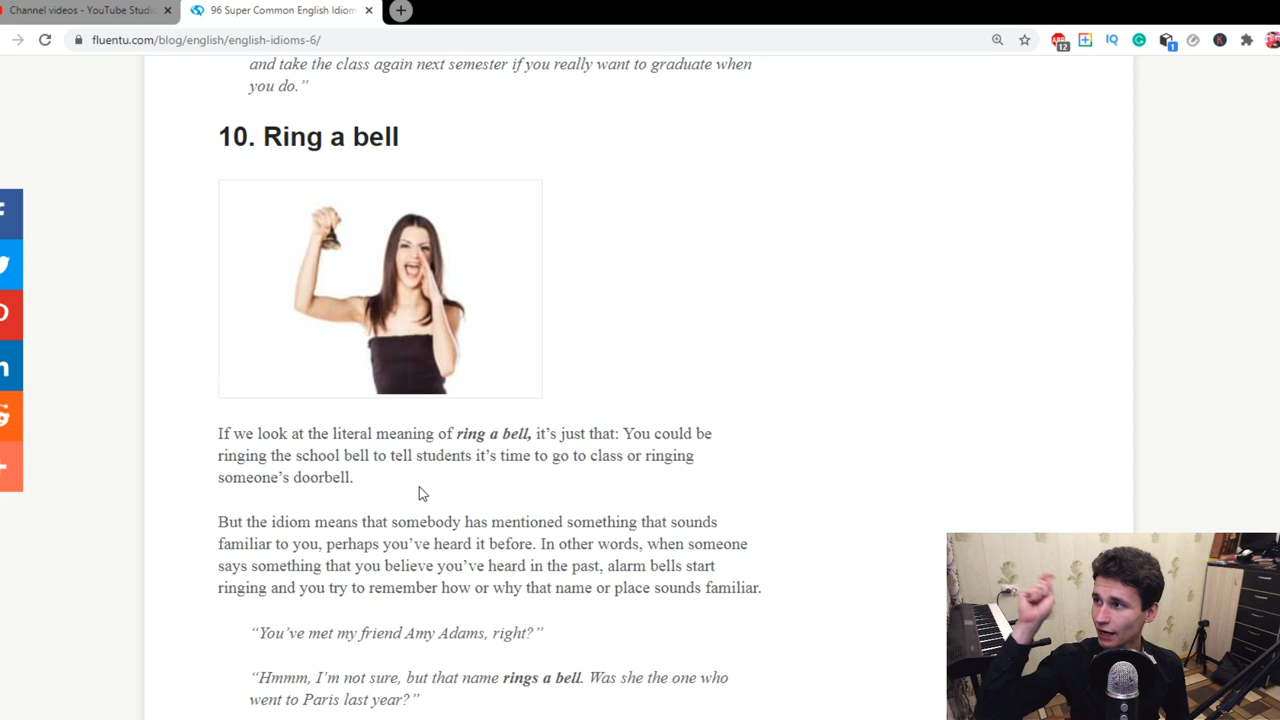 Channel videos - YouTube Studi
96 Super Common English Idiom
fluentu.com/blog/english/english-idioms-6/
12
IQ
1
and take the class again next semester if you really want to graduate when
you do.”
10. Ring a bell
If we look at the literal meaning of ring a bell, it’s just that: You could be
ringing the school bell to tell students it’s time to go to class or ringing
someone’s doorbell.
But the idiom means that somebody has mentioned something that sounds
familiar to you, perhaps you’ve heard it before. In other words, when someone
says something that you believe you’ve heard in the past, alarm bells start
ringing and you try to remember how or why that name or place sounds familiar.
“You’ve met my friend Amy Adams, right?”
“Hmmm, I’m not sure, but that name rings a bell. Was she the one who
went to Paris last year?”